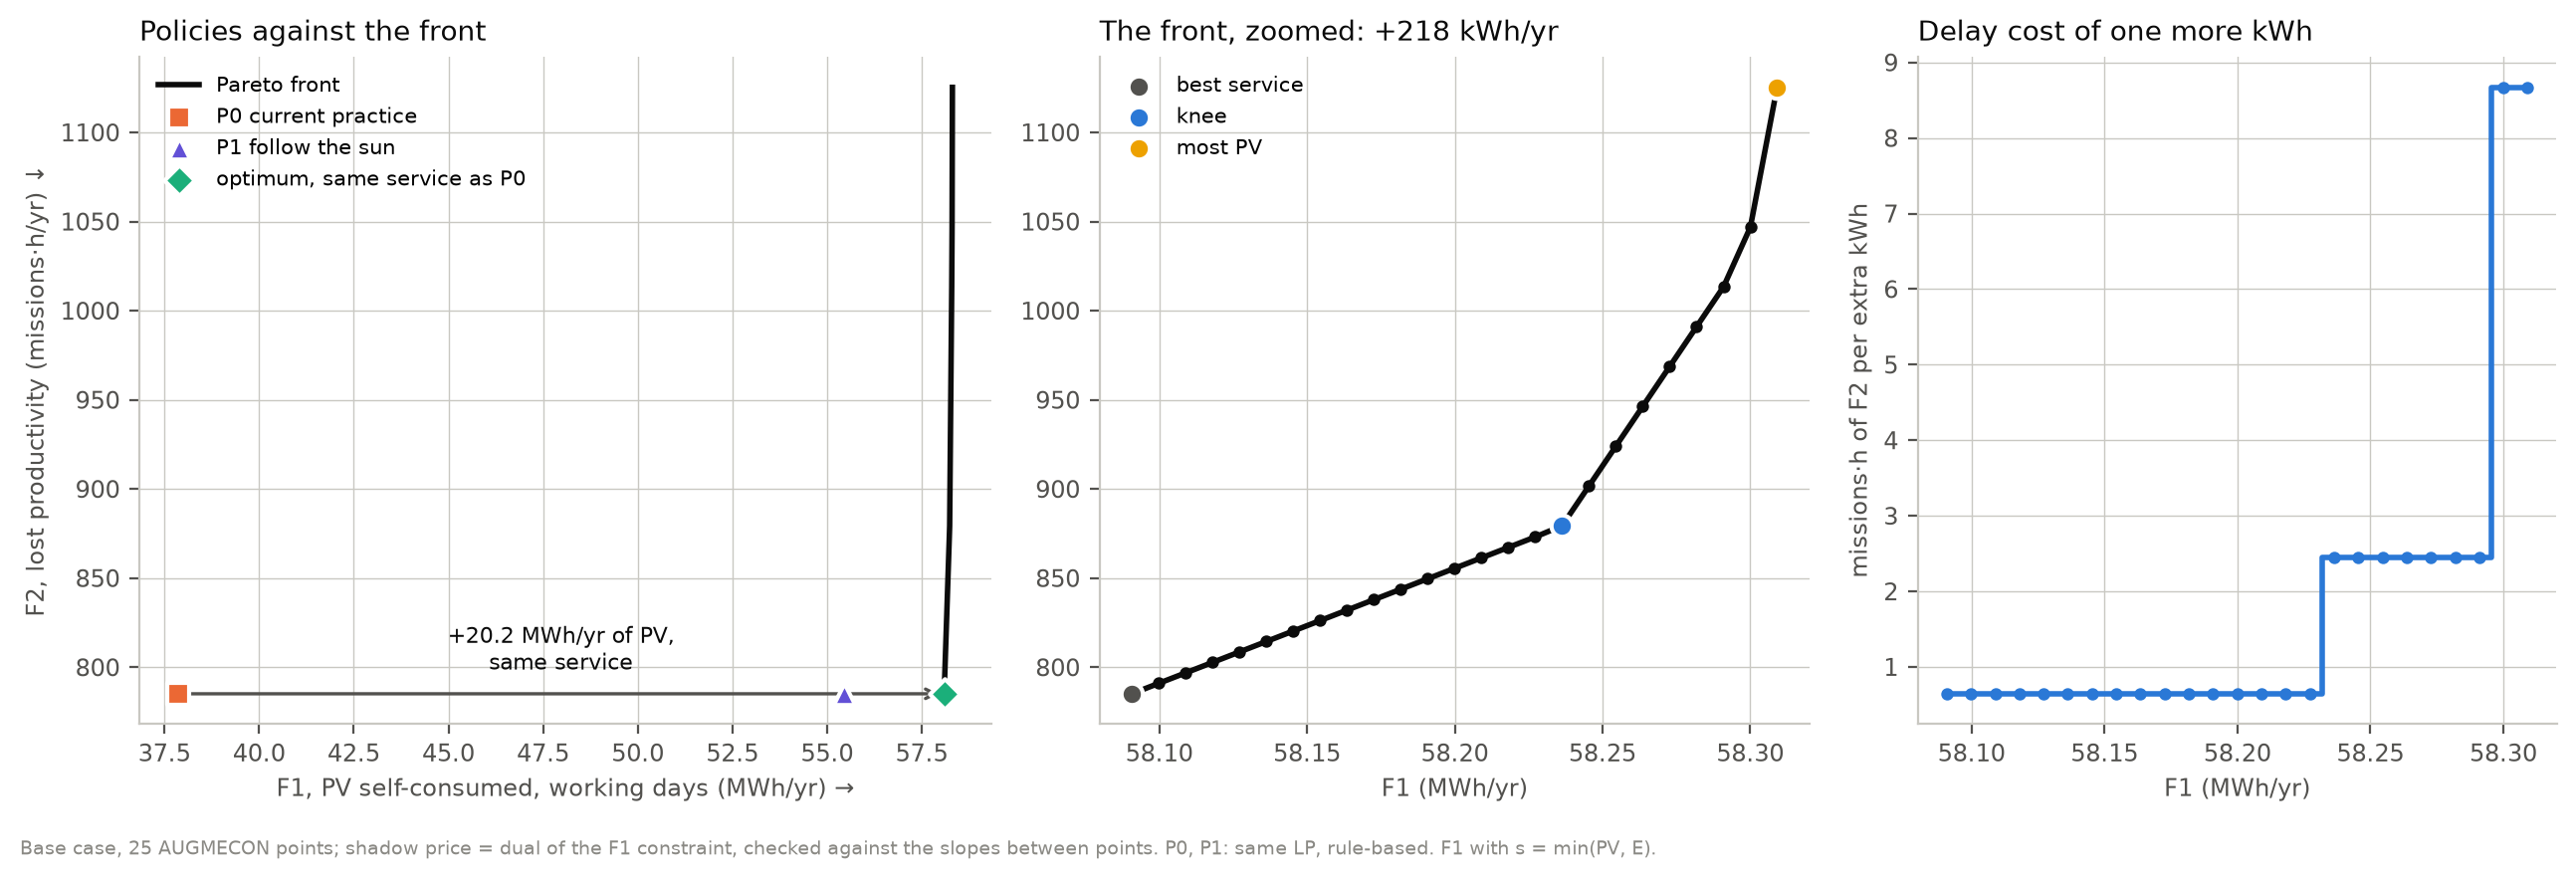 Policies against the front
Pareto front
P0 current practice
P1 follow the sun
optimum, same service as P0
1100
1050
1000
950
900
850
800
F2, lost productivity (missions·h/yr) →
+20.2 MWh/yr of PV,
same service
37.5 40.0 42.5 45.0 47.5 50.0 52.5 55.0 57.5
F1, PV self-consumed, working days (MWh/yr) →
The front, zoomed: +218 kWh/yr
best service
knee
most PV
1100
1050
1000
950
900
850
800
58.10 58.15 58.20 58.25 58.30
F1 (MWh/yr)
Delay cost of one more kWh
9
8
7
6
5
4
3
2
1
missions·h of F2 per extra kWh
58.10 58.15 58.20 58.25 58.30
F1 (MWh/yr)
Base case, 25 AUGMECON points; shadow price = dual of the F1 constraint, checked against the slopes between points. P0, P1: same LP, rule-based. F1 with s = min(PV, E).